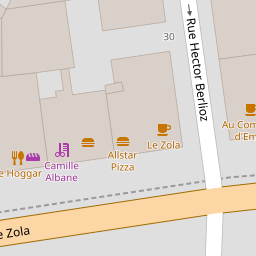 30
Rue Hector Berlioz
Le Zola
Au Com
d'Em
Allstar
Pizza
Camille
Albane
e Hoggar
e Zola